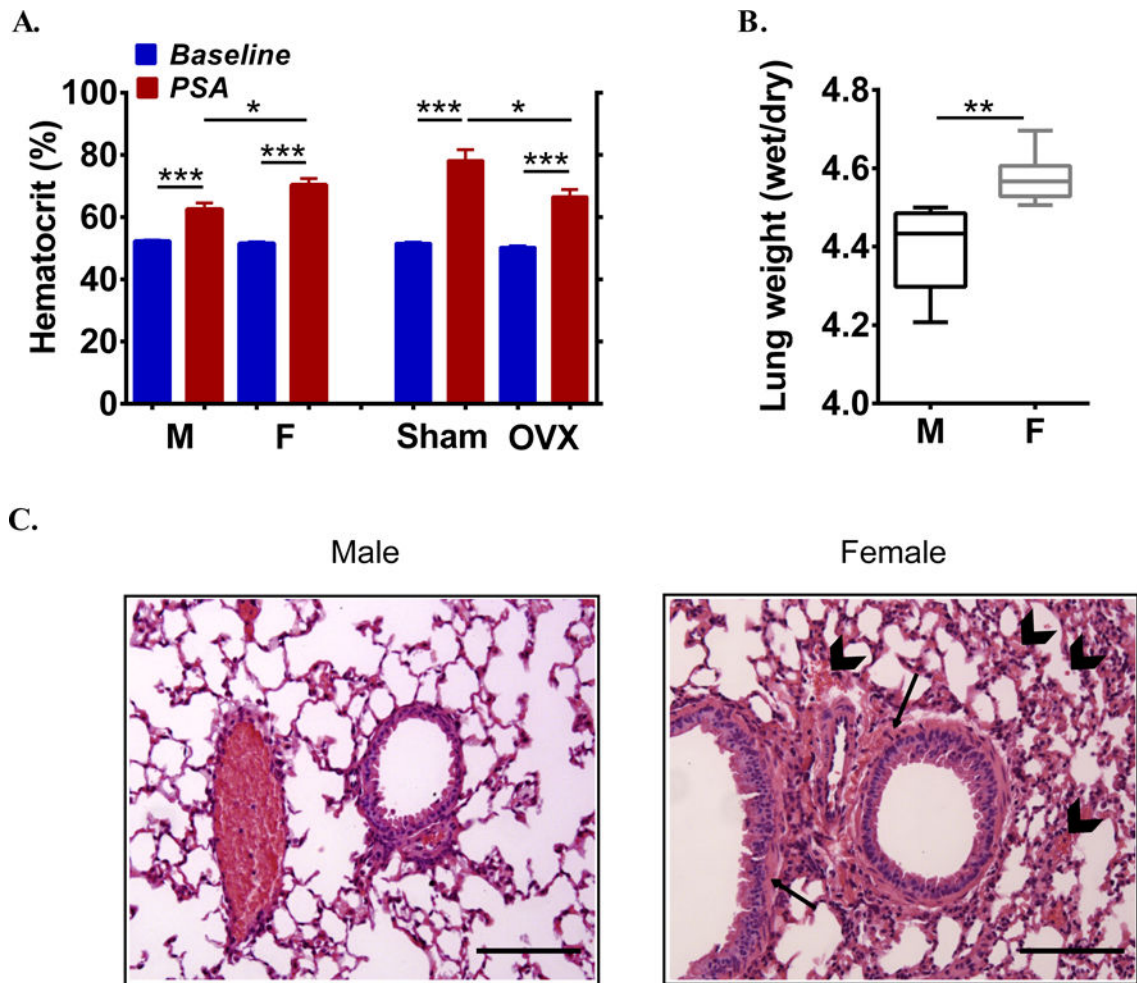 A.
Baseline
PSA
Hematocrit (%)
100
80
60
40
20
0
***
*
***
***
*
***
M
F
Sham
OVX
B.
Lung weight (wet/dry)
4.8
4.6
4.4
4.2
4.0
**
M
F
C.
Male
Female